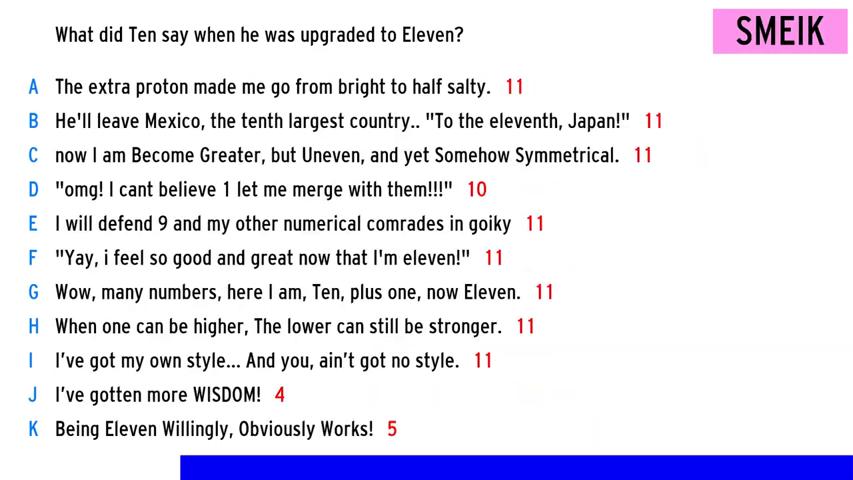 What did Ten say when he was upgraded to Eleven?
SMEIK
A The extra proton made me go from bright to half salty. 11
B He'll leave Mexico, the tenth largest country.. "To the eleventh, Japan!" 11
C now I am Become Greater, but Uneven, and yet Somehow Symmetrical. 11
D "omg! I cant believe 1 let me merge with them!!!" 10
E I will defend 9 and my other numerical comrades in goiky 11
F "Yay, i feel so good and great now that I'm eleven!" 11
G Wow, many numbers, here I am, Ten, plus one, now Eleven. 11
H When one can be higher, The lower can still be stronger. 11
I I've got my own style... And you, ain't got no style. 11
J I've gotten more WISDOM! 4
K Being Eleven Willingly, Obviously Works! 5